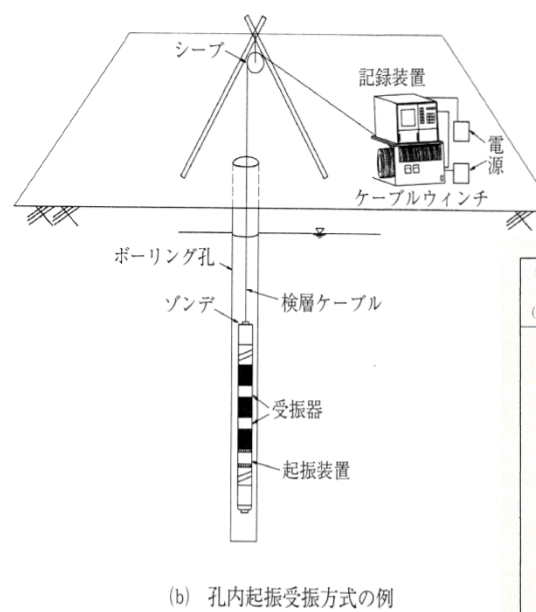 シーブ
記録装置
電源
ケーブルウィンチ
ボーリング孔
ゾンデ
検層ケーブル
受振器
起振装置
(b) 孔内起振受振方式の例